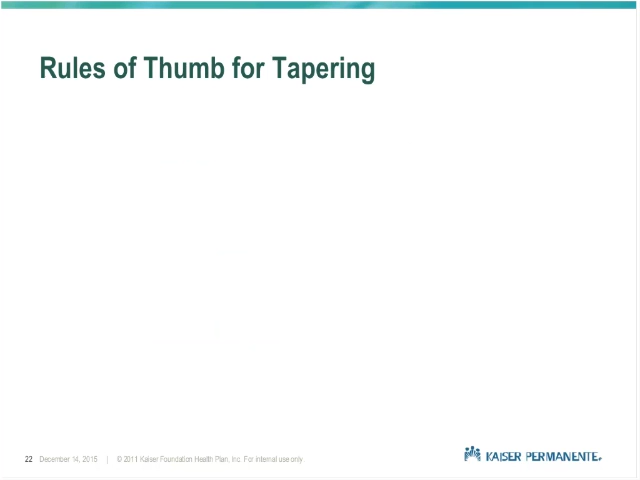 Rules of Thumb for Tapering
22 December 14, 2015 | © 2011 Kaiser Foundation Health Plan, Inc. For internal use only
KAISER PERMANENTE.